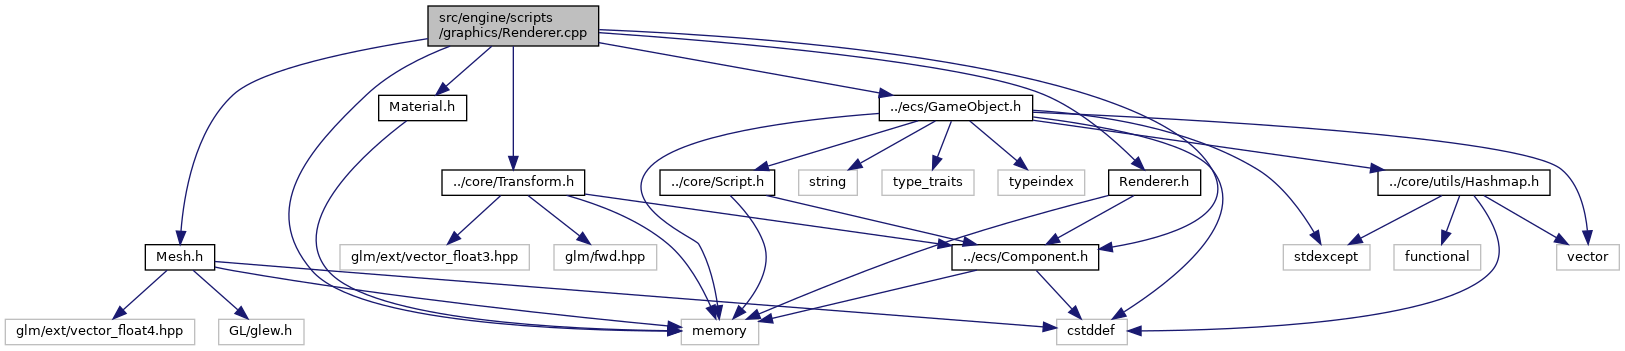 src/engine/scripts
/graphics/Renderer.cpp
Material.h
../ecs/GameObject.h
../core/Transform.h
../core/Script.h
string
type_traits
typeindex
Renderer.h
../core/utils/Hashmap.h
Mesh.h
glm/ext/vector_float3.hpp
glm/fwd.hpp
../ecs/Component.h
stdexcept
functional
vector
glm/ext/vector_float4.hpp
GL/glew.h
memory
cstddef